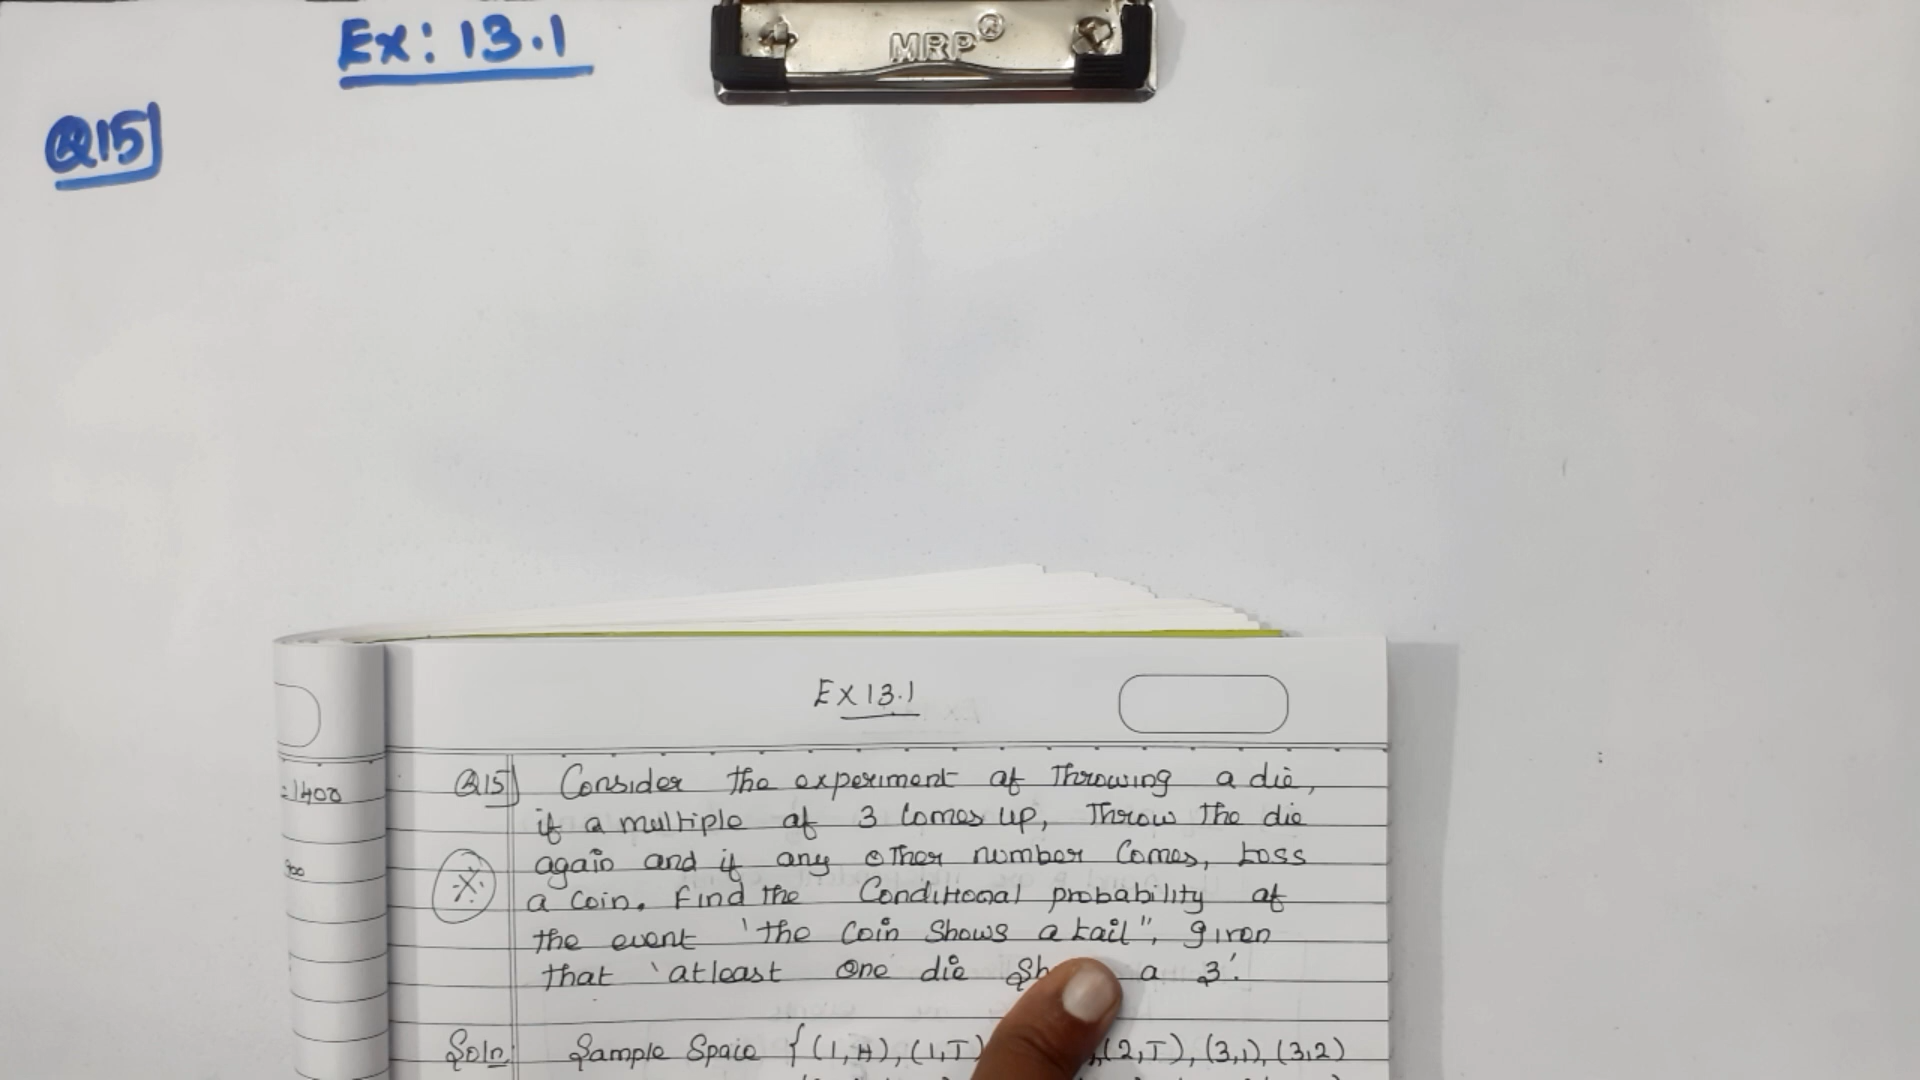 Ex: 13.1
MRP®
Q15]
EX 13.1
=1400
Q15] Consider the experiment of Throwing a die,
if a multiple of 3 Comes up, Throw the die
again and if any other number Comes, toss
a Coin. Find the Conditional probability of
the event 'the Coin Shows a tail", given
that 'atleast one die a 3'.
Soln: Sample Space {(1,H), (1,T) (2,T), (3,1), (3,2)